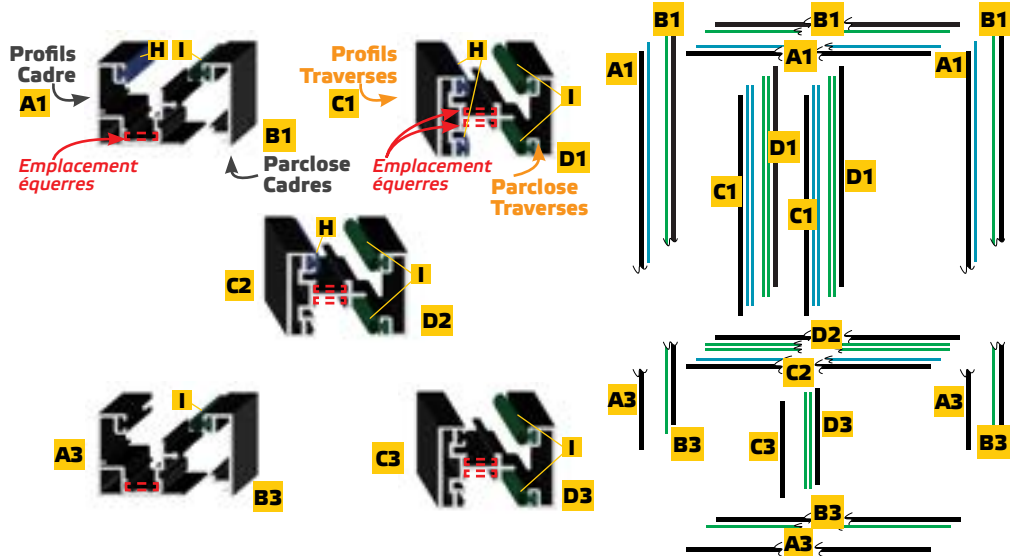 Profils
Cadre
A1
H
I
Emplacement
équerres
B1
Parclose
Cadres
Profils
Traverses
C1
H
I
Emplacement
équerres
D1
Parclose
Traverses
H
C2
I
D2
I
A3
B3
C3
I
D3
B1
B1
B1
A1
A1
A1
D1
D1
C1
C1
D2
C2
A3
A3
D3
C3
B3
B3
B3
A3